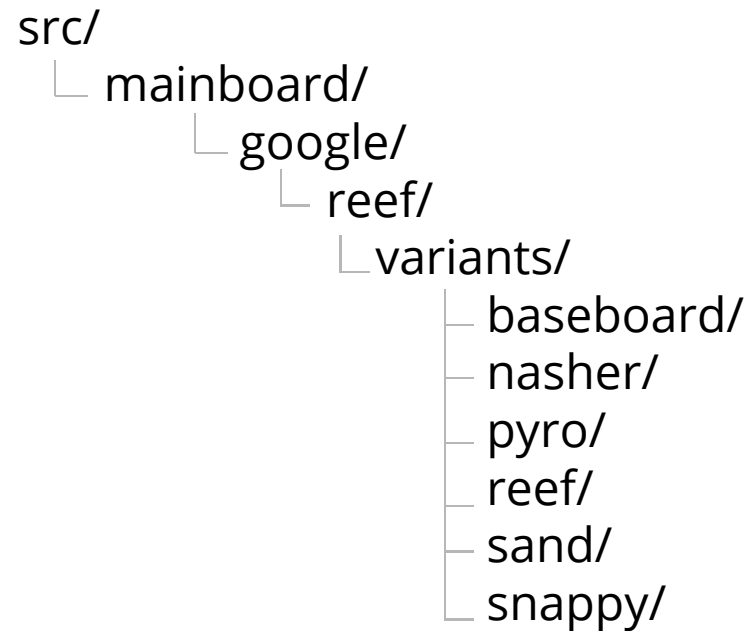 src/
mainboard/
google/
reef/
variants/
baseboard/
nasher/
pyro/
reef/
sand/
snappy/